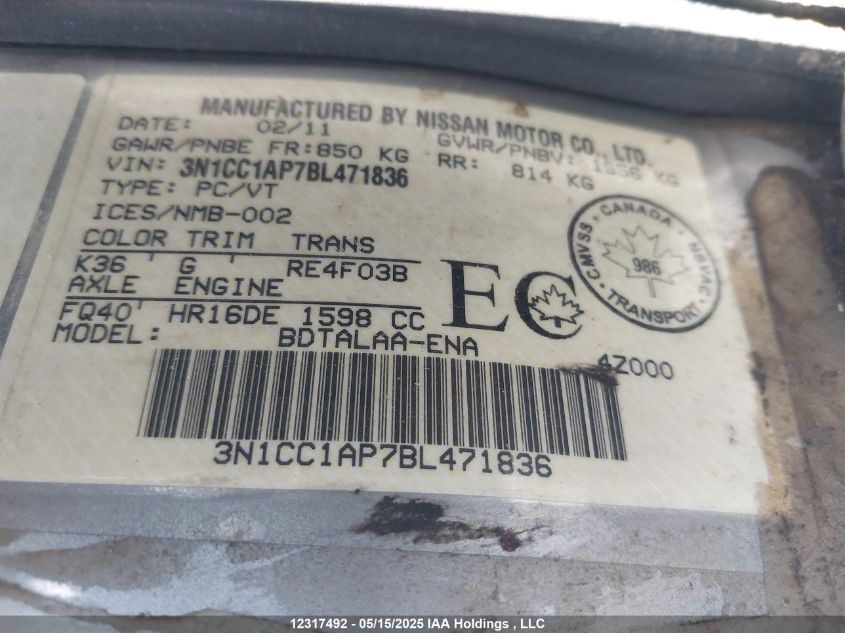 MANUFACTURED BY NISSAN MOTOR CO., LTD.
DATE: 02/11 GVWR/PNBV: KG
GAWR/PNBE FR:850 KG RR: 814 KG
VIN: 3N1CC1AP7BL471836
TYPE: PC/VT
ICES/NMB-002
COLOR TRIM TRANS
K36 ' G ' RE4F03B
AXLE ENGINE
FQ40' HR16DE 1598 CC
MODEL: BDTALAA-ENA
EC
CANADA
CMVSS · NSVAC
986
TRANSPORT
4Z000
3N1CC1AP7BL471836
12317492 - 05/15/2025 IAA Holdings , LLC